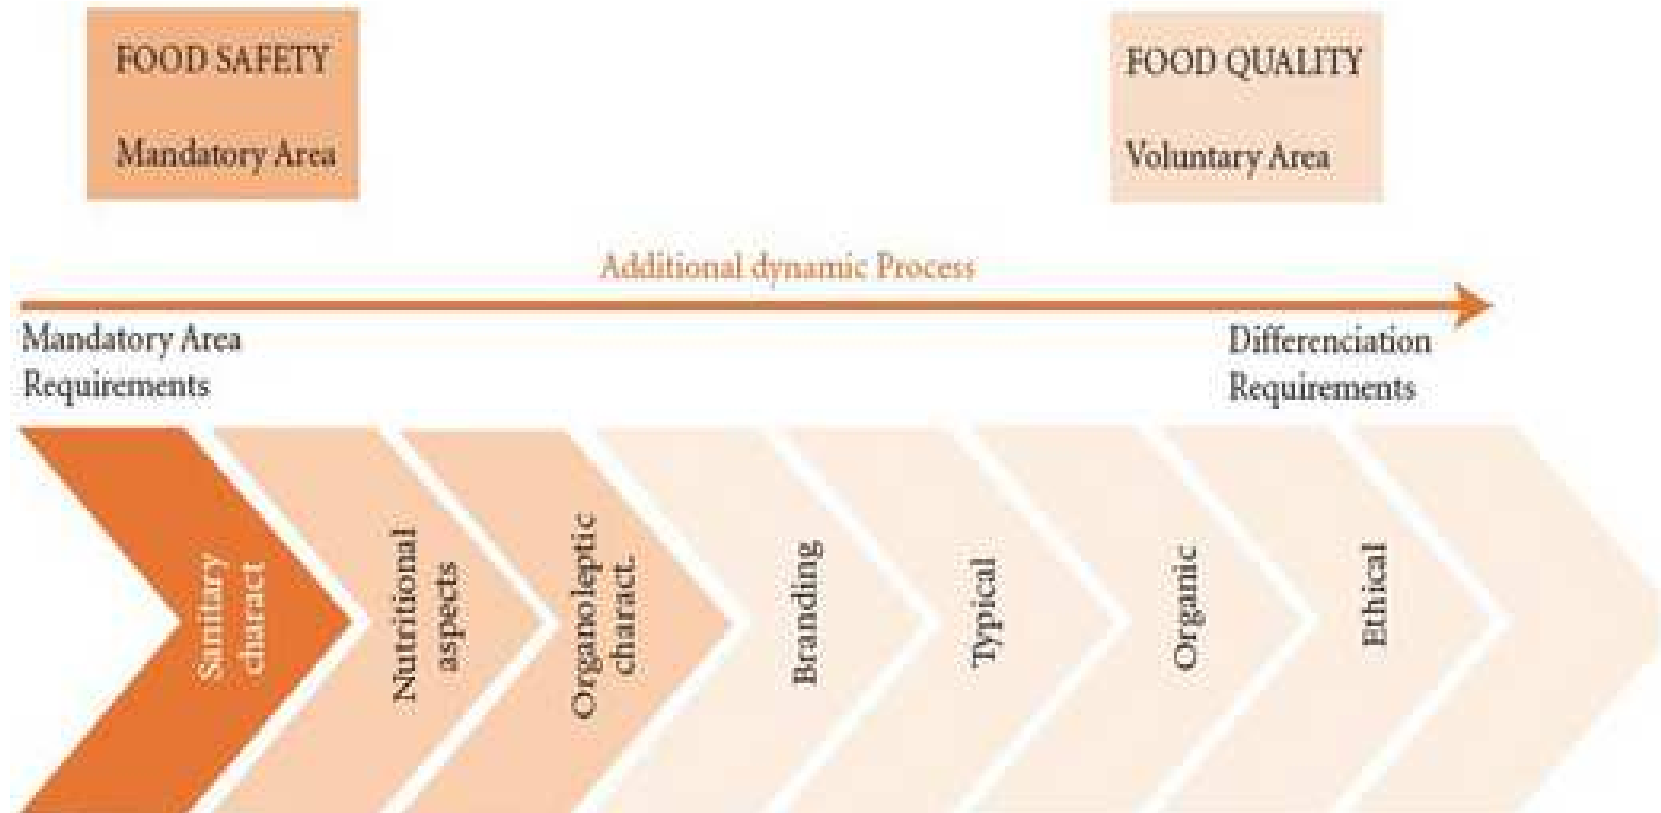 FOOD SAFETY
Mandatory Area
FOOD QUALITY
Voluntary Area
Additional dynamic Process
Mandatory Area
Requirements
Differenciation
Requirements
Sanitary
charact
Nutritional
aspects
Organoleptic
charact.
Branding
Typical
Organic
Ethical